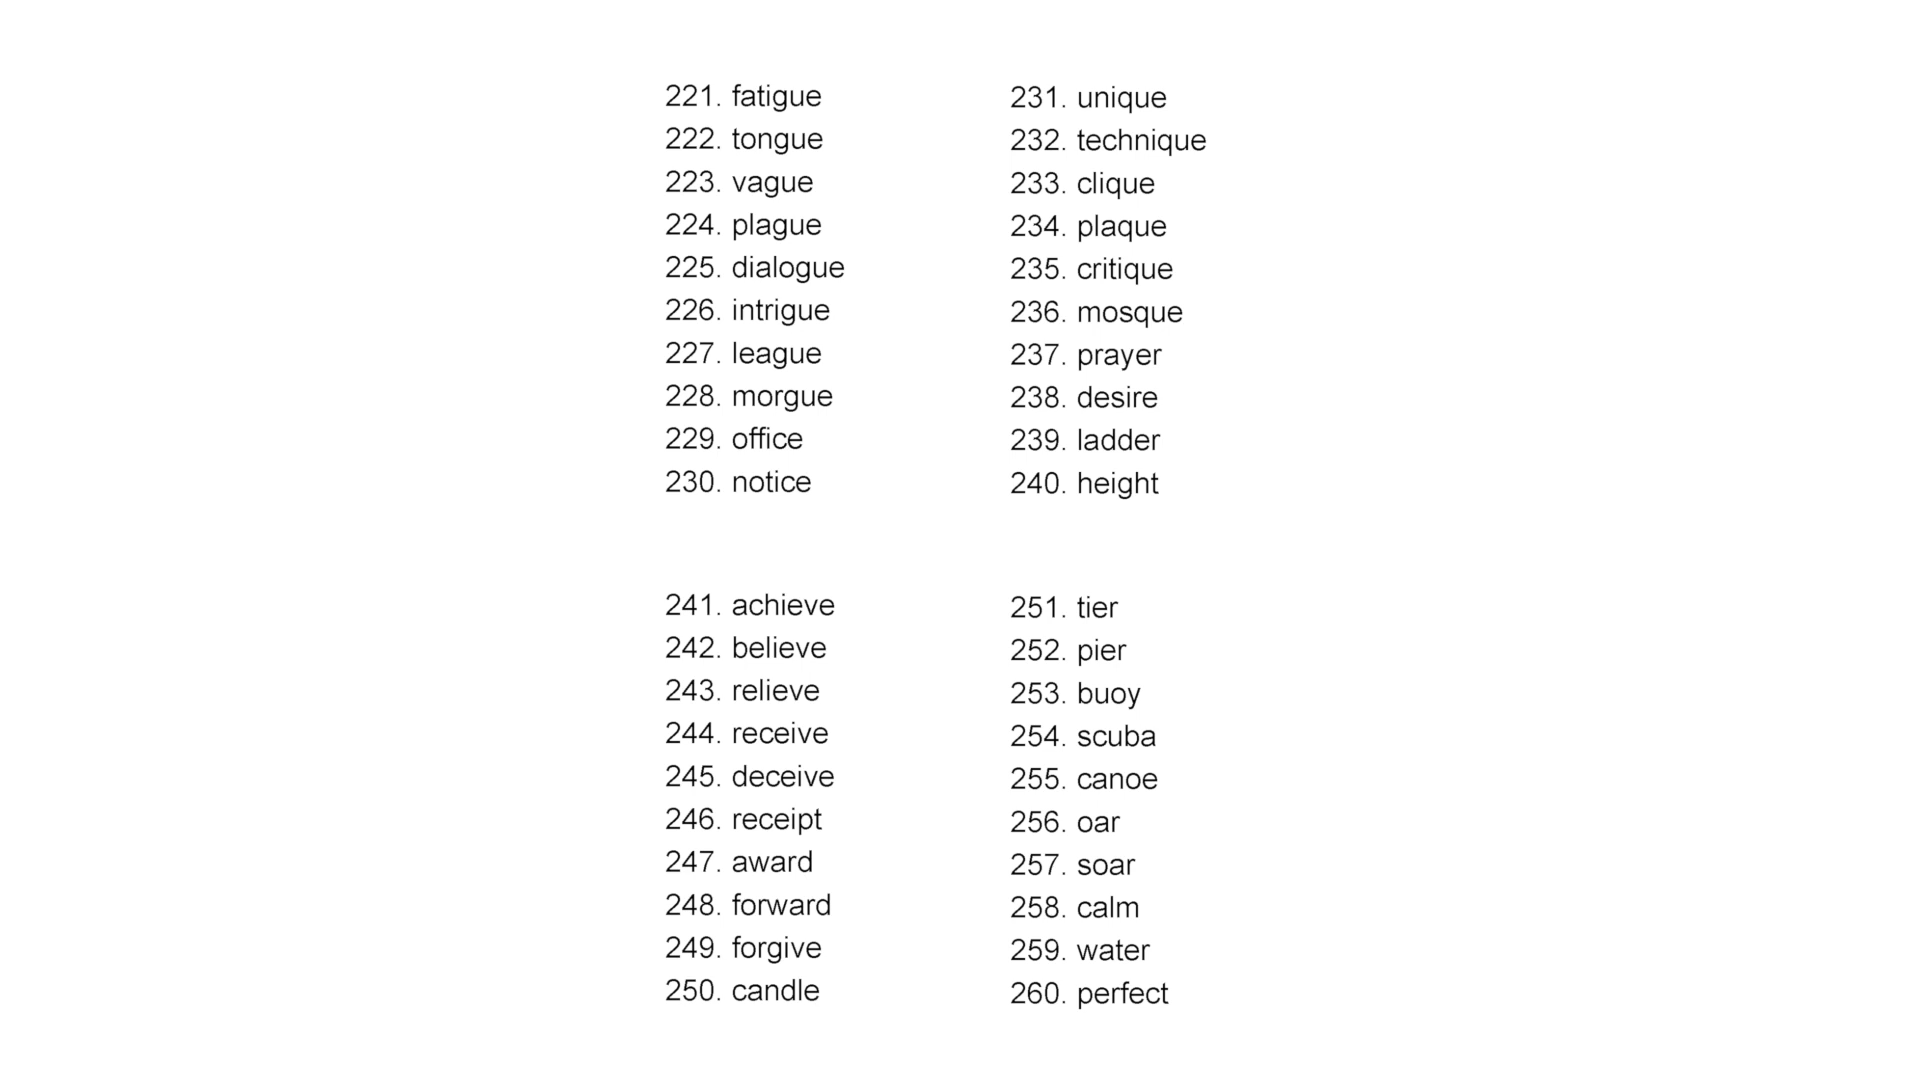 221. fatigue
222. tongue
223. vague
224. plague
225. dialogue
226. intrigue
227. league
228. morgue
229. office
230. notice
231. unique
232. technique
233. clique
234. plaque
235. critique
236. mosque
237. prayer
238. desire
239. ladder
240. height
241. achieve
242. believe
243. relieve
244. receive
245. deceive
246. receipt
247. award
248. forward
249. forgive
250. candle
251. tier
252. pier
253. buoy
254. scuba
255. canoe
256. oar
257. soar
258. calm
259. water
260. perfect